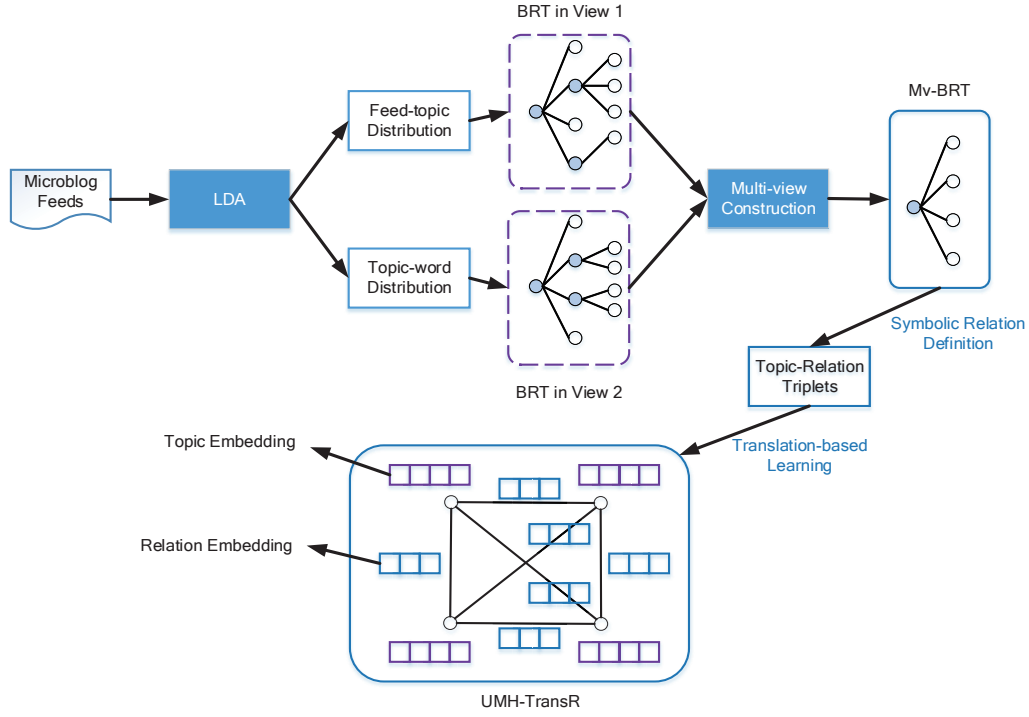 BRT in View 1
Mv-BRT
Feed-topic
Distribution
Microblog
Feeds
LDA
Multi-view
Construction
Topic-word
Distribution
Symbolic Relation
Definition
BRT in View 2
Topic-Relation
Triplets
Topic Embedding
Translation-based
Learning
Relation Embedding
UMH-TransR